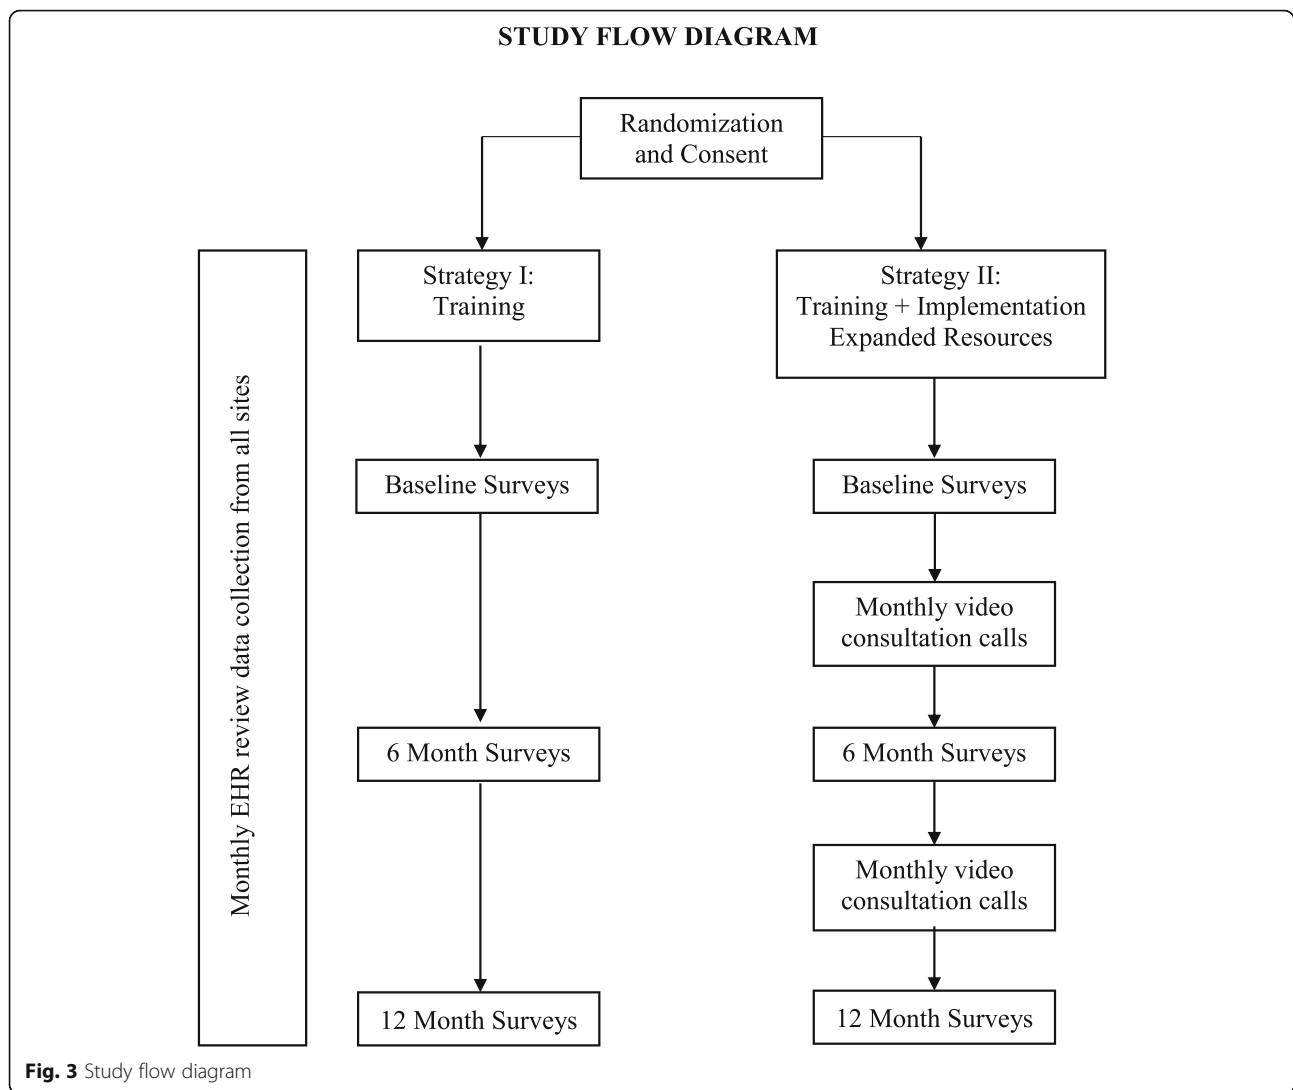 STUDY FLOW DIAGRAM
Randomization
and Consent
Strategy I:
Training
Strategy II:
Training + Implementation
Expanded Resources
Monthly EHR review data collection from all sites
Baseline Surveys
Baseline Surveys
Monthly video
consultation calls
6 Month Surveys
6 Month Surveys
Monthly video
consultation calls
12 Month Surveys
12 Month Surveys
Fig. 3 Study flow diagram